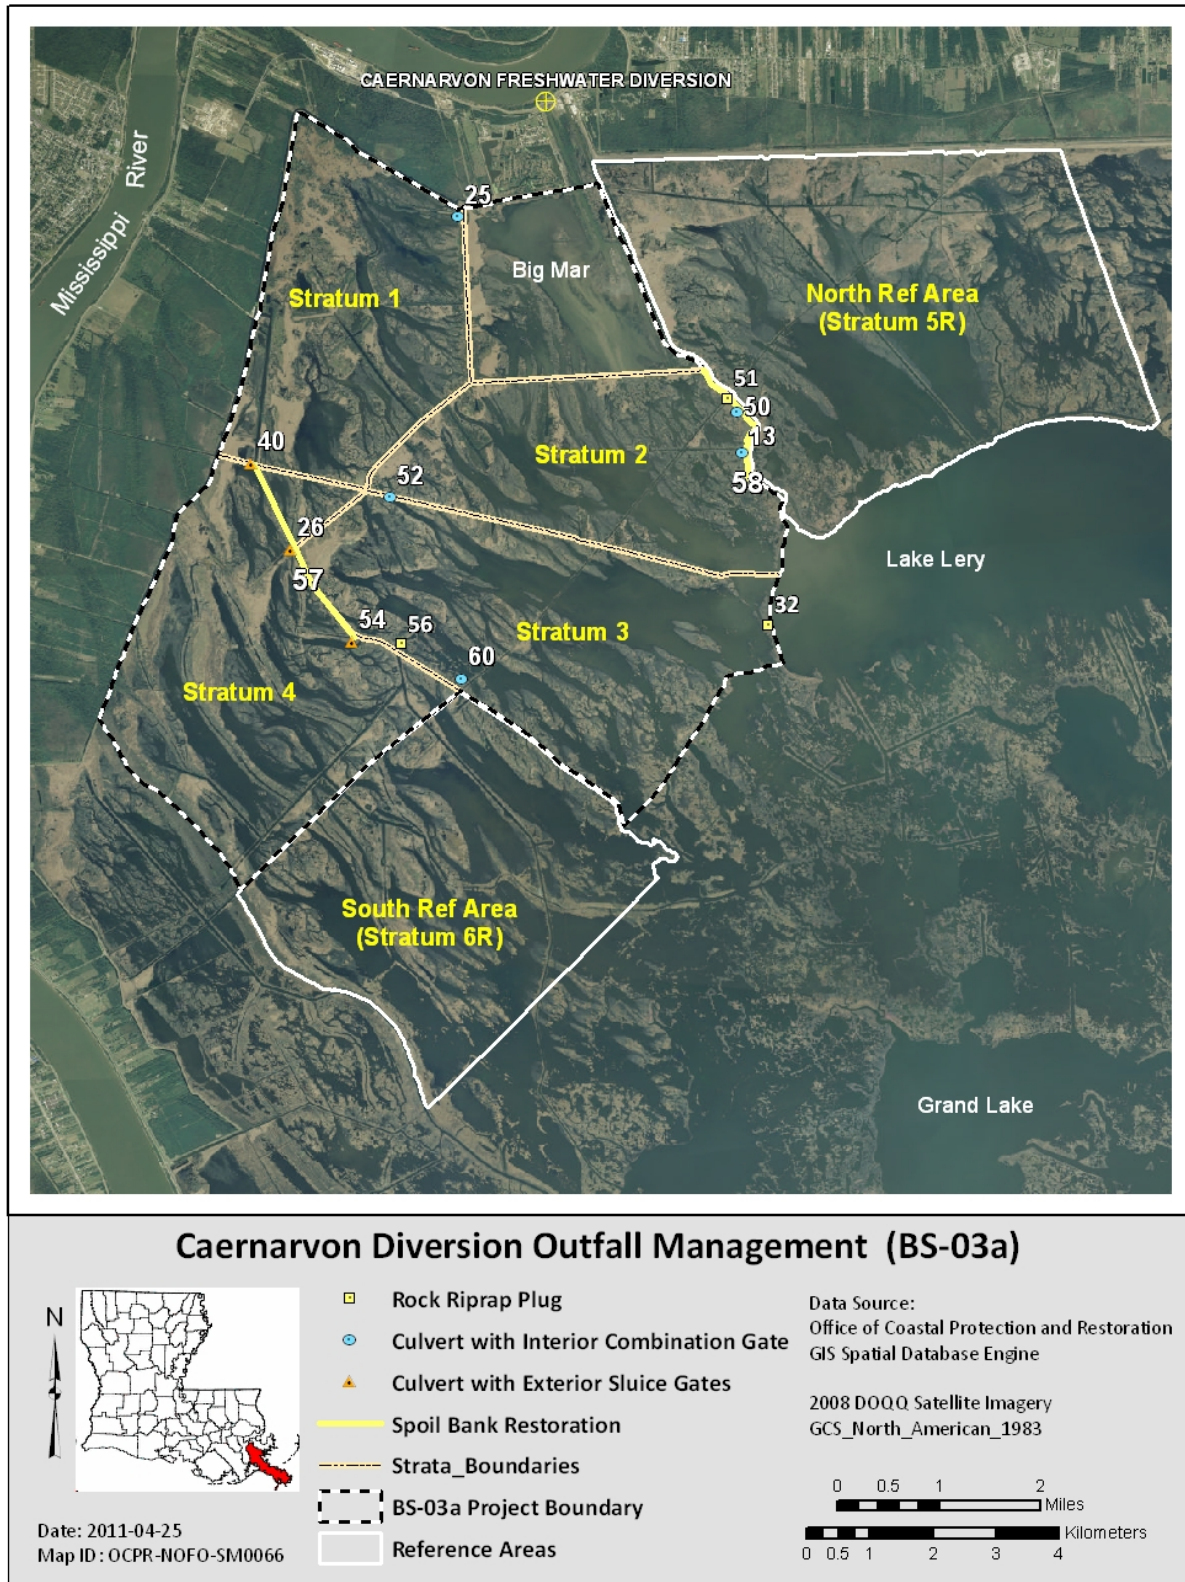 CAERNARVON FRESHWATER DIVERSION
Mississippi River
25
Big Mar
Stratum 1
North Ref Area
(Stratum 5R)
51
50
40
13
Stratum 2
52
58
26
Lake Lery
57
32
54
56
Stratum 3
60
Stratum 4
South Ref Area
(Stratum 6R)
Grand Lake
Caernarvon Diversion Outfall Management (BS-03a)
N
Rock Riprap Plug
Culvert with Interior Combination Gate
Culvert with Exterior Sluice Gates
Spoil Bank Restoration
Strata_Boundaries
BS-03a Project Boundary
Reference Areas
Data Source:
Office of Coastal Protection and Restoration
GIS Spatial Database Engine
2008 DOQQ Satellite Imagery
GCS_North_American_1983
0 0.5 1 2
Miles
Kilometers
0 0.5 1 2 3 4
Date: 2011-04-25
Map ID: OCPR-NOFO-SM0066